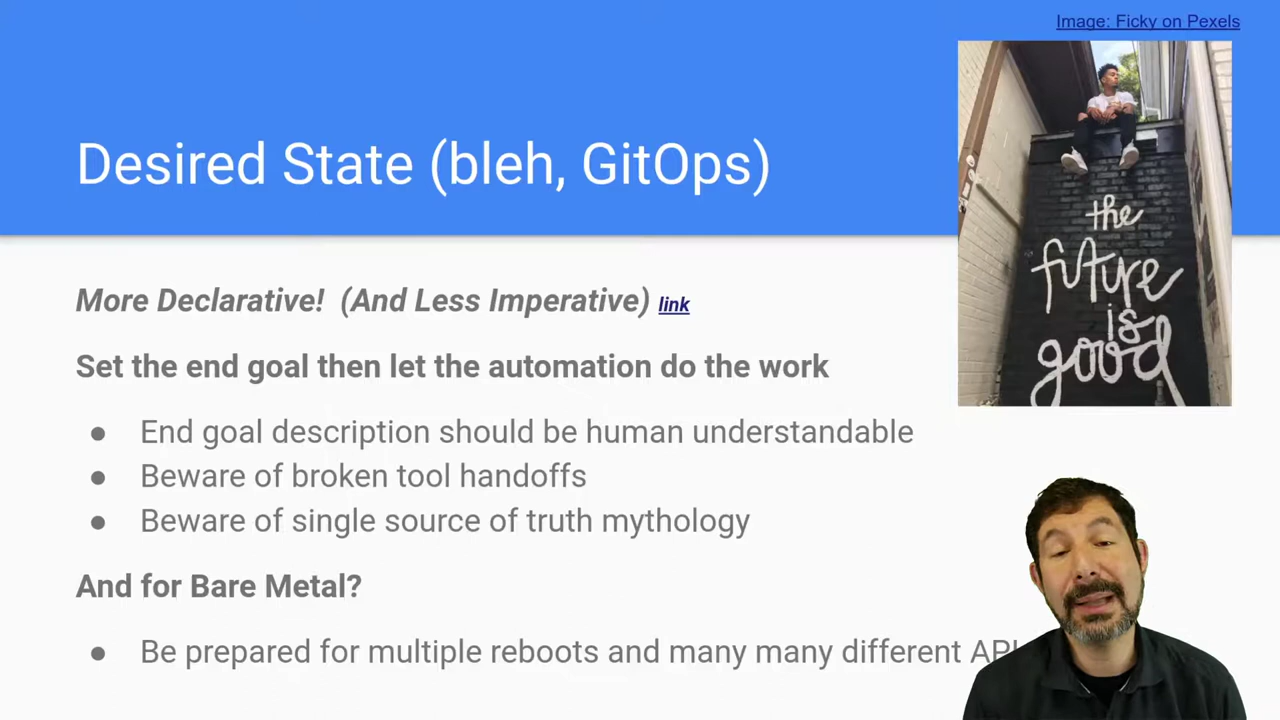 Image: Ficky on Pexels
Desired State (bleh, GitOps)
the
future
is
good
More Declarative!  (And Less Imperative) link
Set the end goal then let the automation do the work
● End goal description should be human understandable
● Beware of broken tool handoffs
● Beware of single source of truth mythology
And for Bare Metal?
● Be prepared for multiple reboots and many many different